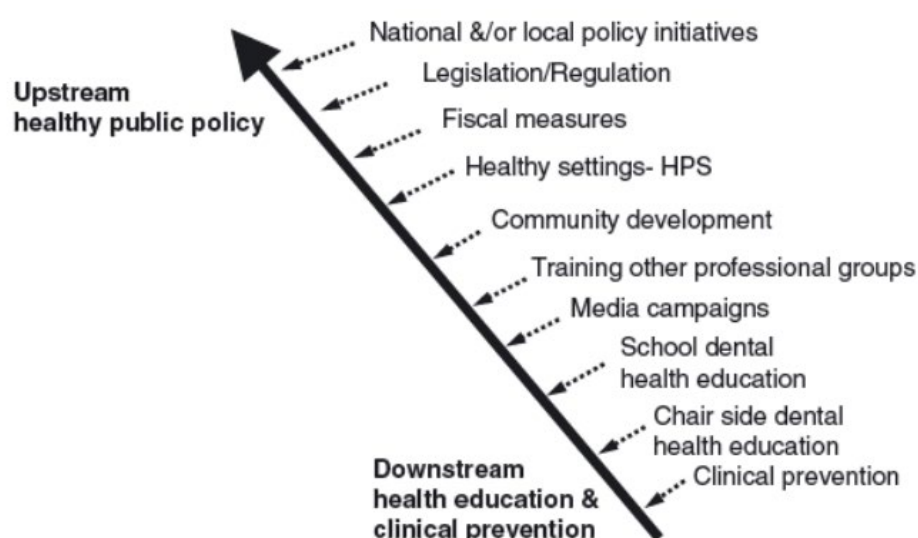 National &/or local policy initiatives
Legislation/Regulation
Upstream
healthy public policy
Fiscal measures
Healthy settings- HPS
Community development
Training other professional groups
Media campaigns
School dental
health education
Chair side dental
health education
Downstream
health education &
clinical prevention
Clinical prevention